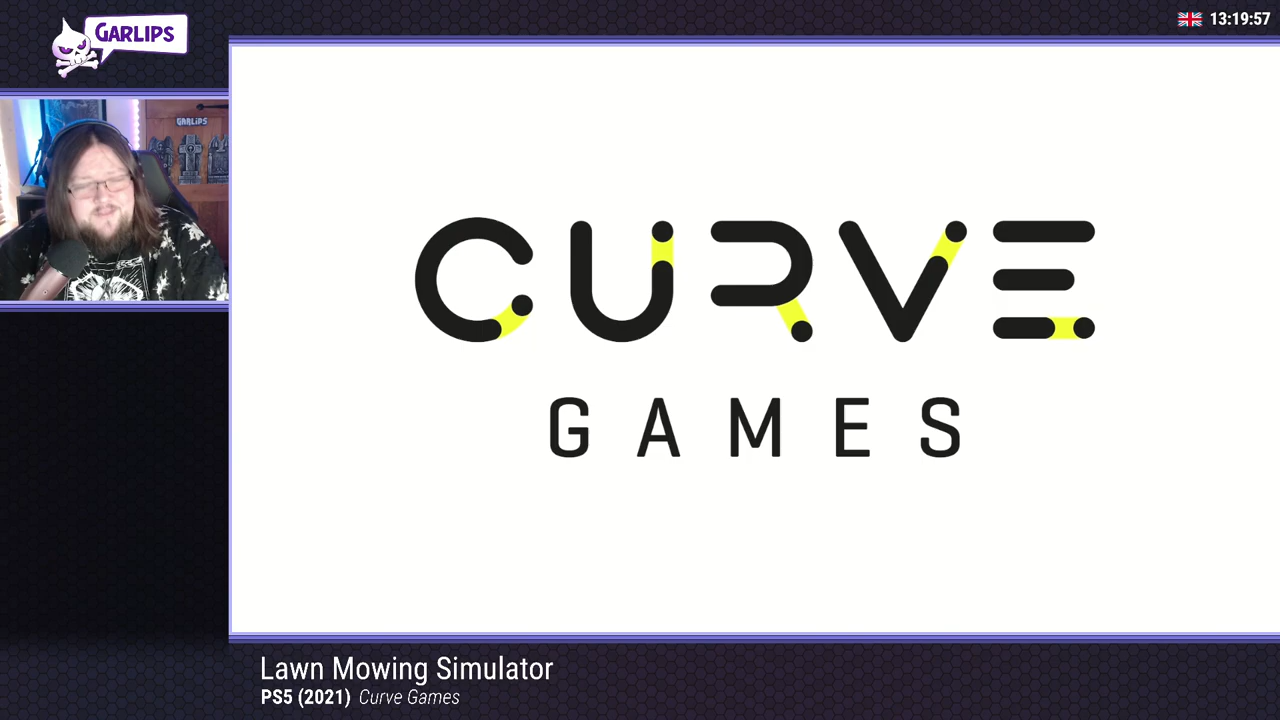 GARLIPS
13:19:57
GARLIPS
CURVE
GAMES
Lawn Mowing Simulator
PS5 (2021) Curve Games